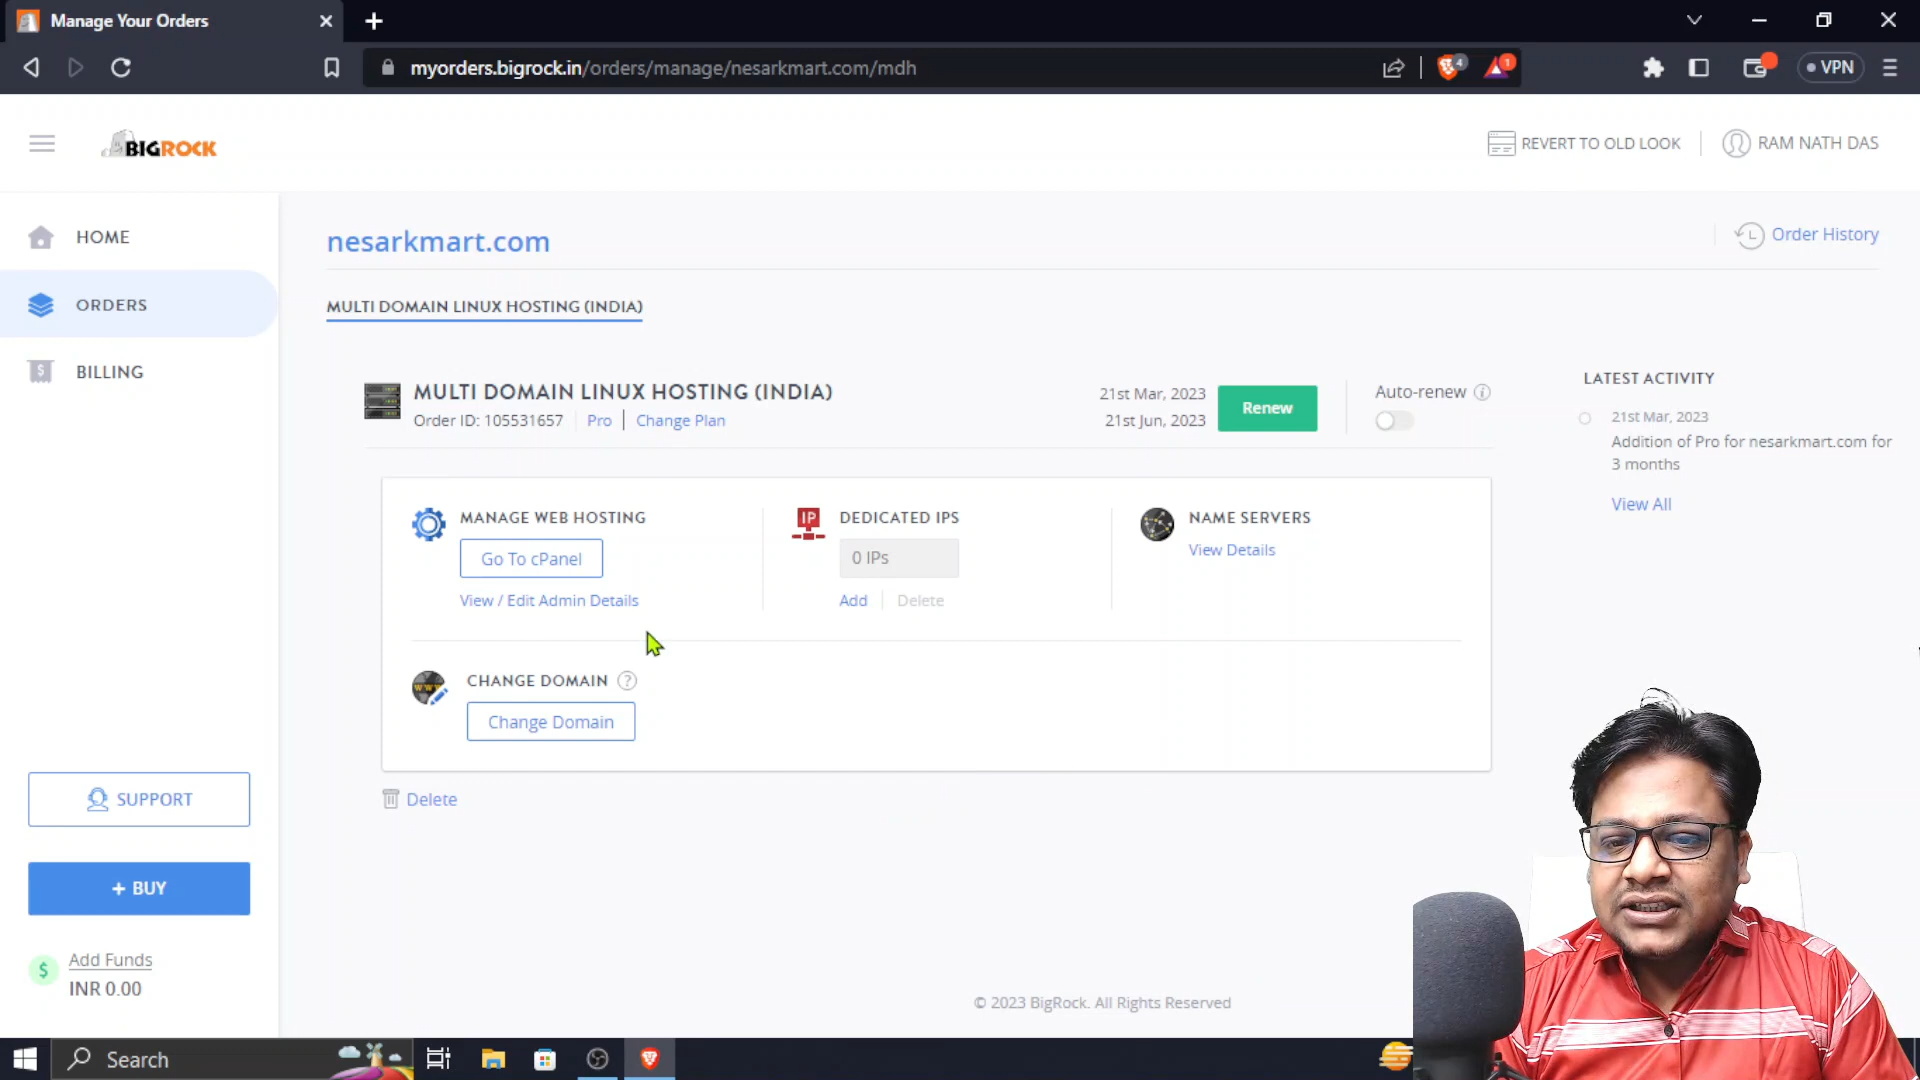 Manage Your Orders
myorders.bigrock.in/orders/manage/nesarkmart.com/mdh
4
1
VPN
BIGROCK
REVERT TO OLD LOOK
RAM NATH DAS
HOME
ORDERS
BILLING
nesarkmart.com
Order History
MULTI DOMAIN LINUX HOSTING (INDIA)
MULTI DOMAIN LINUX HOSTING (INDIA)
Order ID: 105531657 Pro Change Plan
21st Mar, 2023
21st Jun, 2023
Renew
Auto-renew
LATEST ACTIVITY
21st Mar, 2023
Addition of Pro for nesarkmart.com for
3 months
View All
MANAGE WEB HOSTING
Go To cPanel
View / Edit Admin Details
IP
DEDICATED IPS
0 IPs
Add Delete
NAME SERVERS
View Details
WWW
CHANGE DOMAIN ?
Change Domain
Delete
SUPPORT
+ BUY
$
Add Funds
INR 0.00
© 2023 BigRock. All Rights Reserved
Search